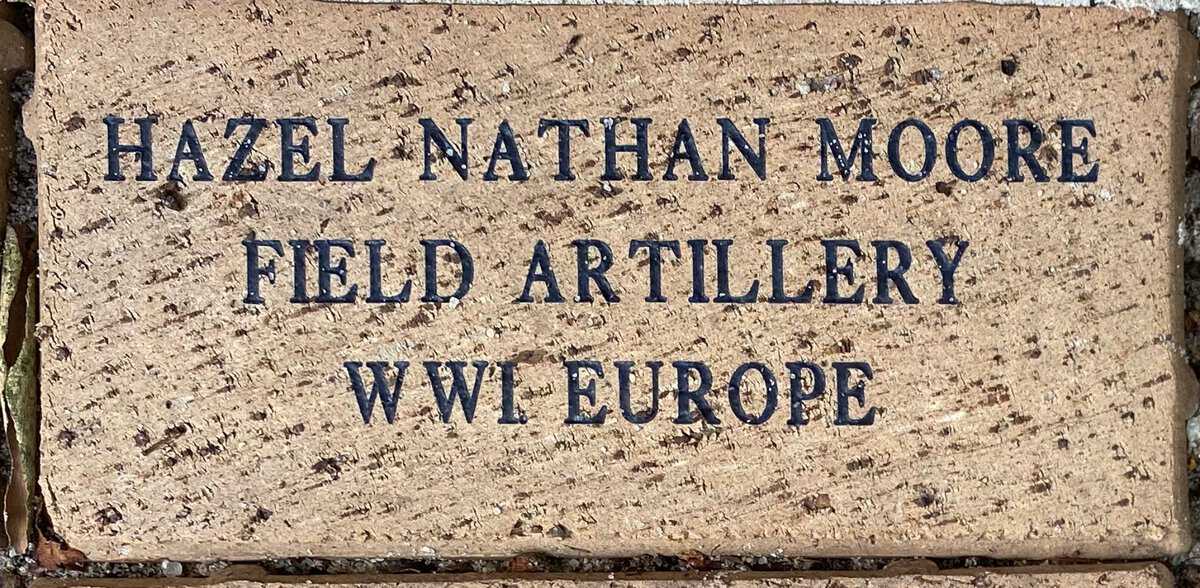 HAZEL NATHAN MOORE
FIELD ARTILLERY
WWI EUROPE